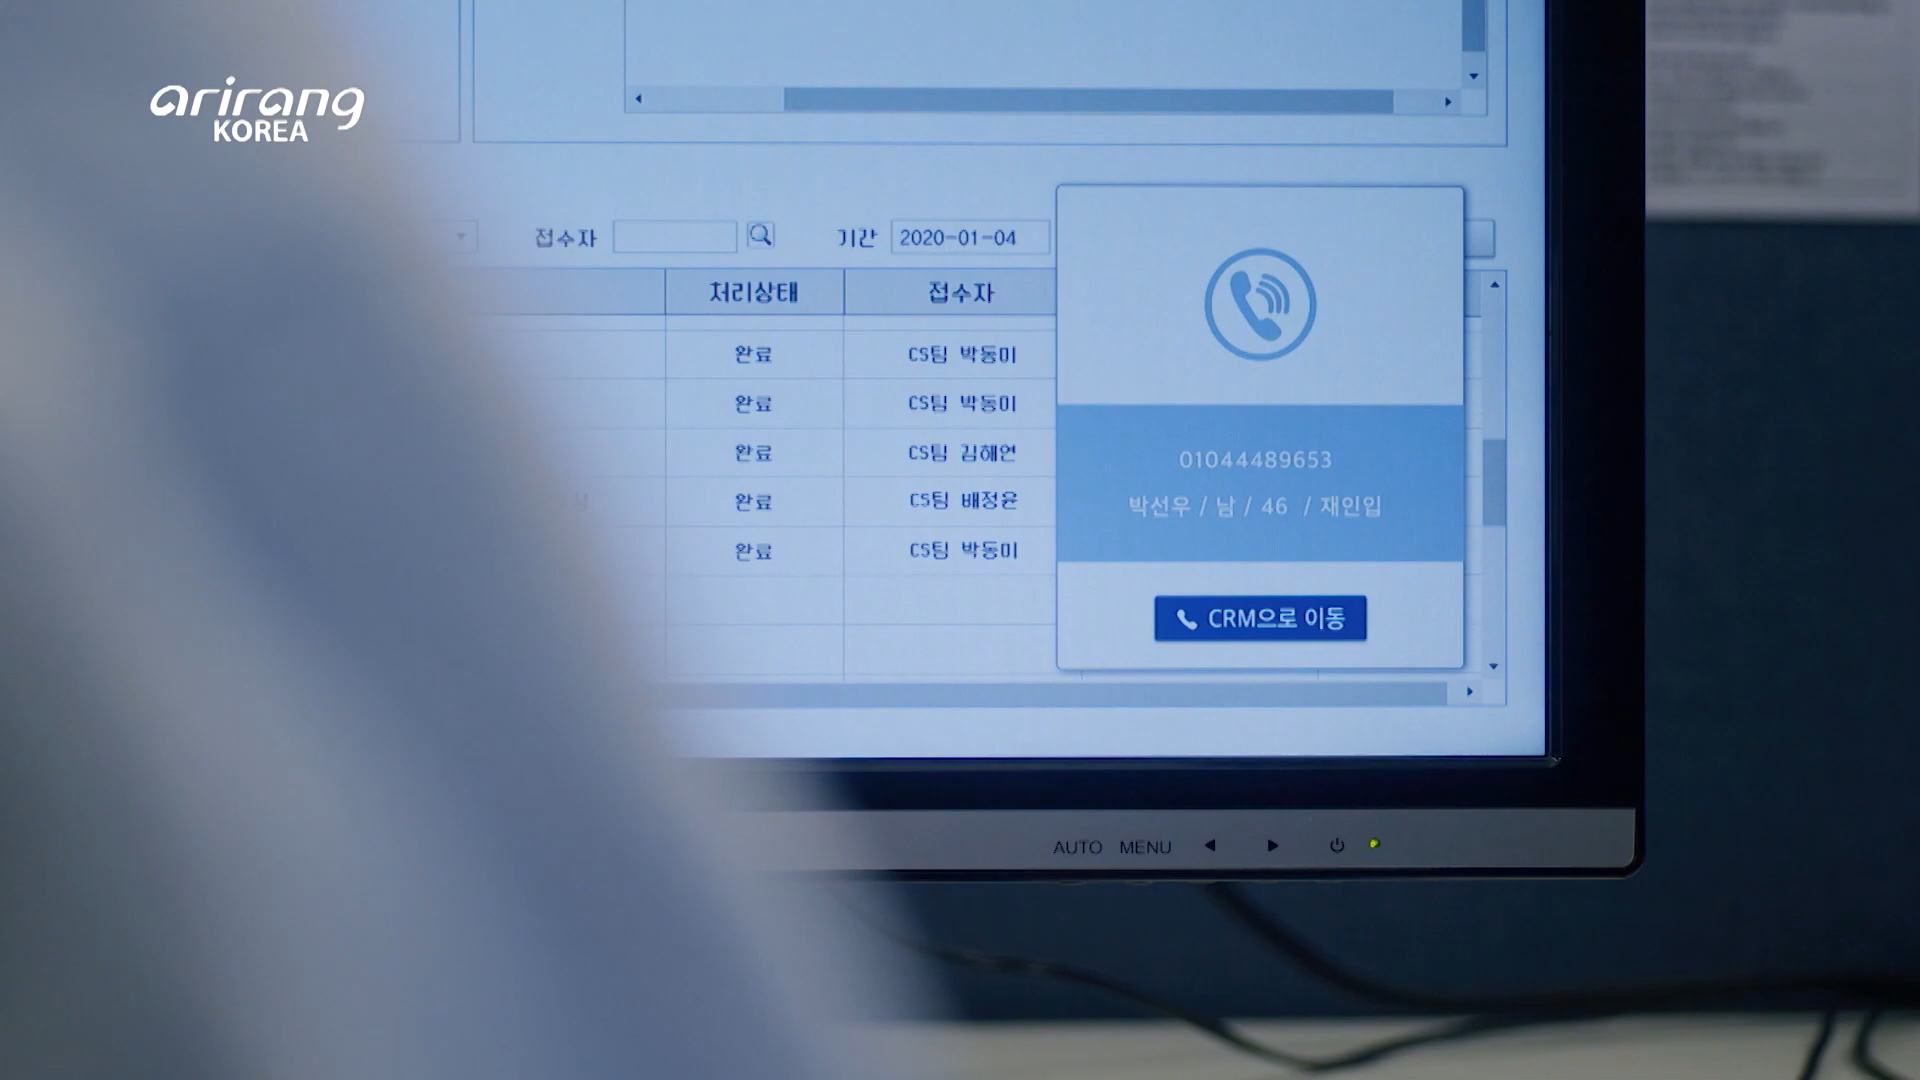 arirang
KOREA
접수자
기간 2020-01-04
처리상태 접수자
완료 CS팀 박동미
완료 CS팀 박동미
완료 CS팀 김해연
완료 CS팀 배정윤
완료 CS팀 박동미
01044489653
박선우 / 남 / 46 / 재인입
CRM으로 이동
AUTO MENU